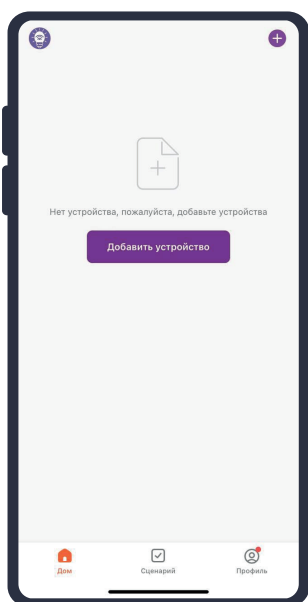 Нет устройства, пожалуйста, добавьте устройства
Добавить устройство
Дом
Сценарий
Профиль